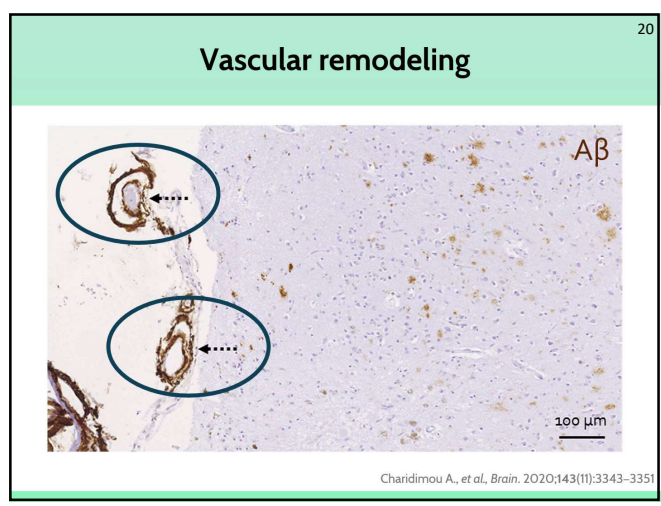 20
Vascular remodeling
Aβ
100 μm
Charidimou A., et al., Brain. 2020;143(11):3343–3351